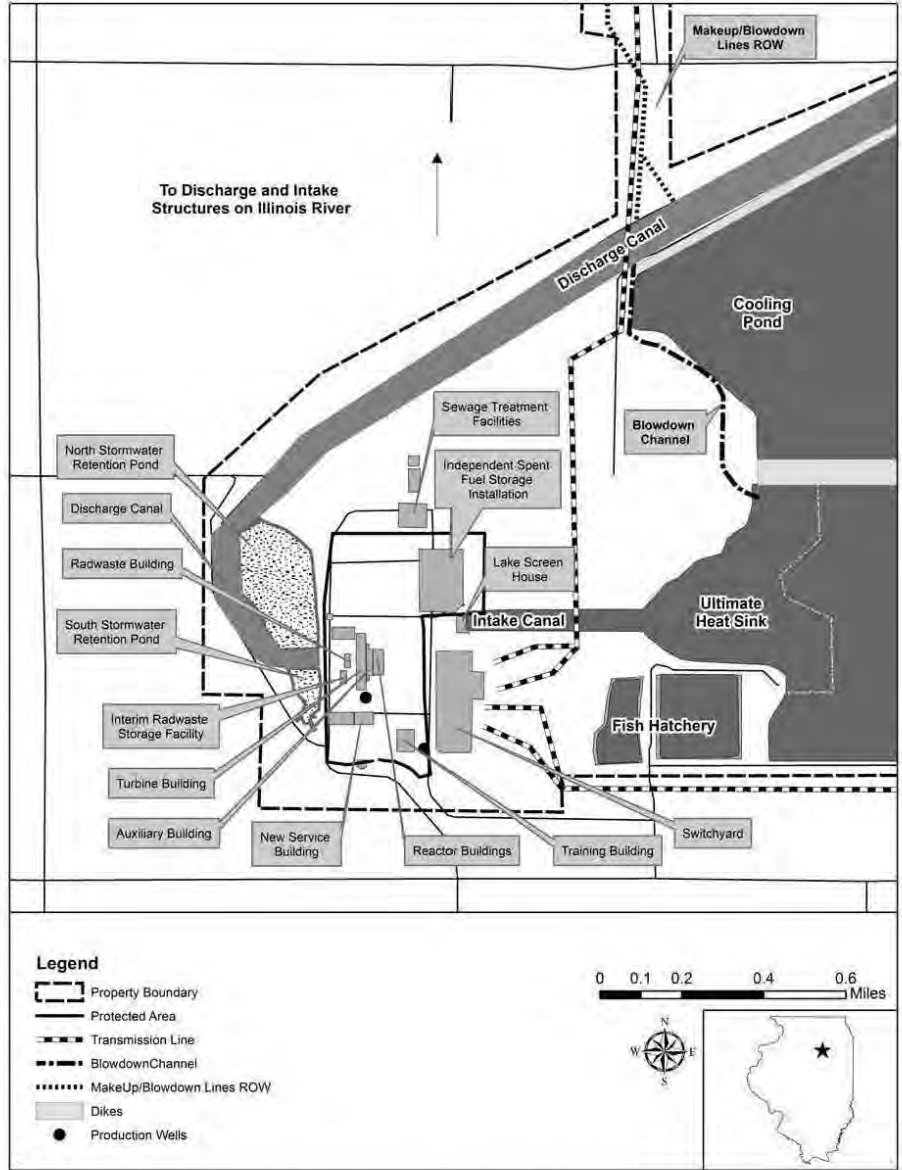 Makeup/Blowdown
Lines ROW
To Discharge and Intake
Structures on Illinois River
Discharge Canal
Cooling
Pond
Sewage Treatment
Facilities
North Stormwater
Retention Pond
Blowdown
Channel
Independent Spent
Fuel Storage
Installation
Discharge Canal
Lake Screen
House
Radwaste Building
Intake Canal
Ultimate
Heat Sink
South Stormwater
Retention Pond
Interim Radwaste
Storage Facility
Fish Hatchery
Turbine Building
Auxiliary Building
New Service
Building
Reactor Buildings
Training Building
Switchyard
Legend
Property Boundary
Protected Area
Transmission Line
BlowdownChannel
MakeUp/Blowdown Lines ROW
Dikes
Production Wells
0 0.1 0.2 0.4 0.6
Miles
N
W E
S